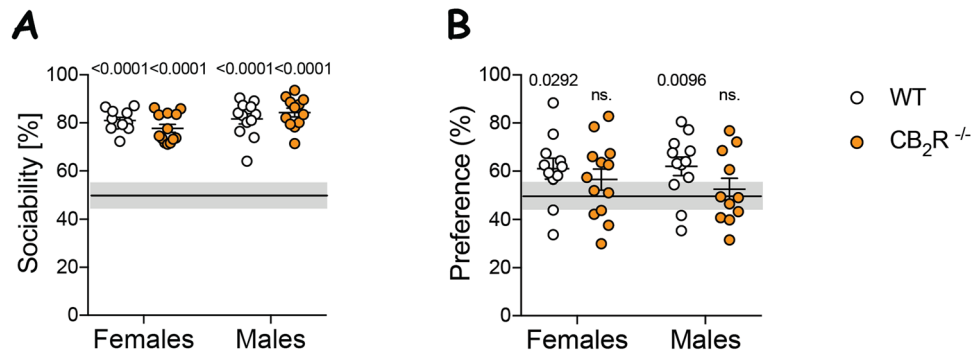 A
Sociability [%]
100
80
60
40
20
0
<0.0001 <0.0001 <0.0001 <0.0001
Females Males
B
Preference (%)
100
80
60
40
20
0
0.0292 ns. 0.0096 ns.
Females Males
WT
CB₂R -/-